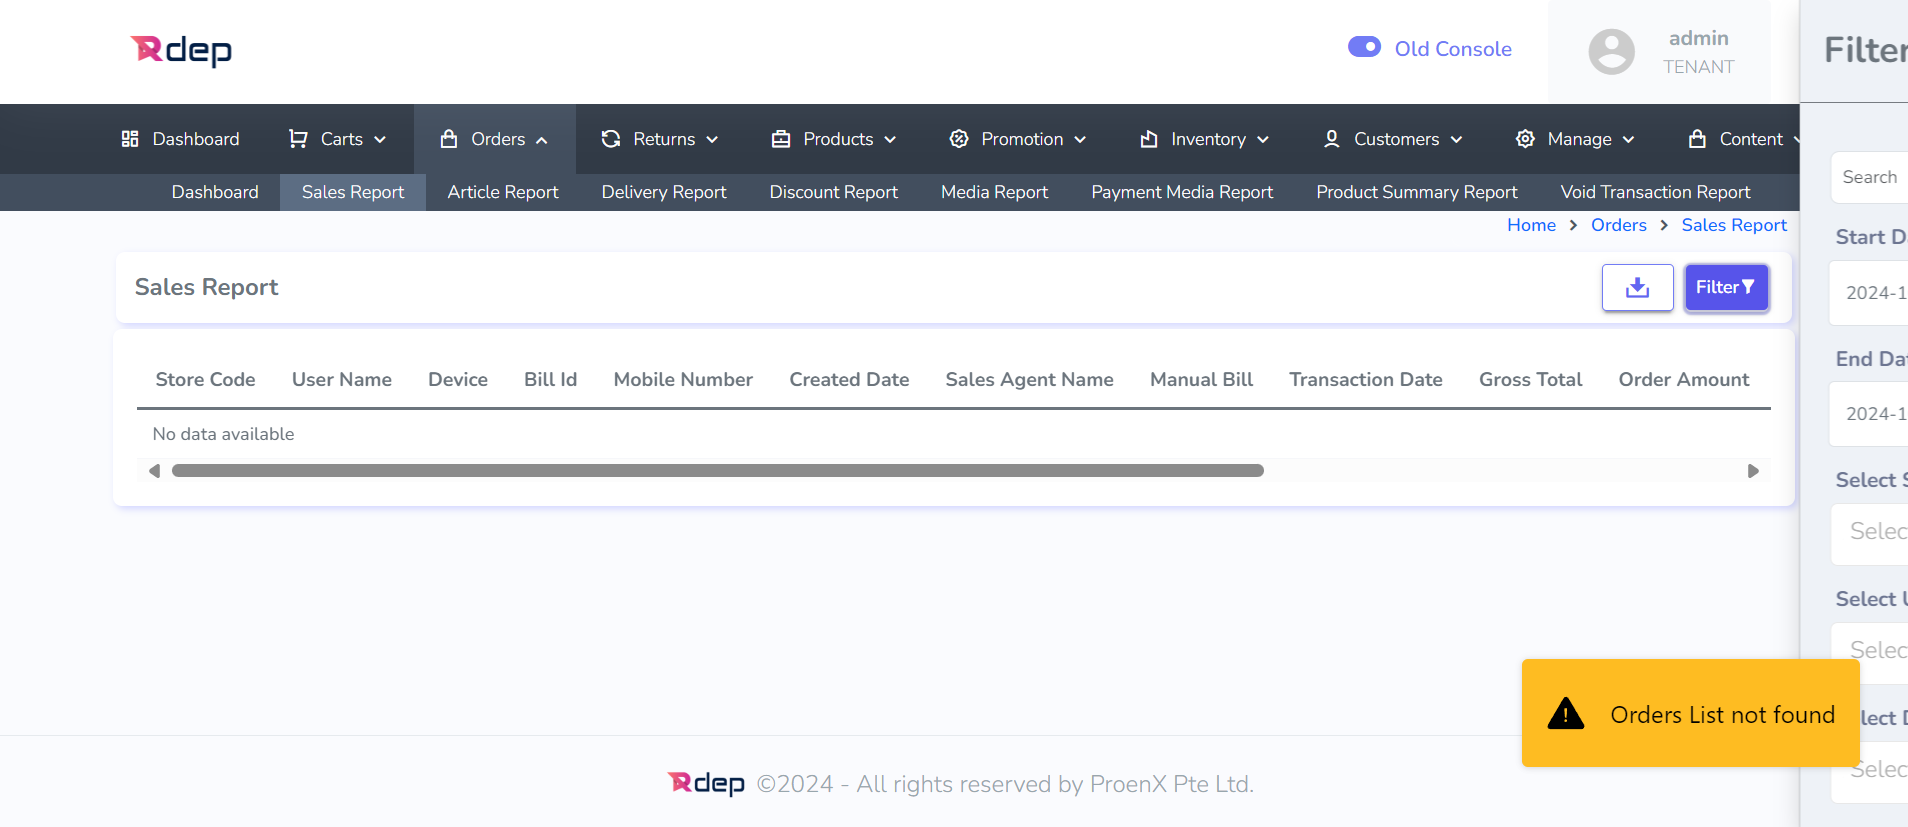 Rdep
Old Console
admin
TENANT
Filter
Dashboard Carts Orders Returns Products Promotion Inventory Customers Manage Content
Dashboard Sales Report Article Report Delivery Report Discount Report Media Report Payment Media Report Product Summary Report Void Transaction Report
Home > Orders > Sales Report
Search
Start D
2024-1
End Dat
2024-1
Select S
Selec
Select U
Selec
lect D
Selec
Sales Report
Filter
Store Code User Name Device Bill Id Mobile Number Created Date Sales Agent Name Manual Bill Transaction Date Gross Total Order Amount
No data available
Orders List not found
Rdep ©2024 - All rights reserved by ProenX Pte Ltd.